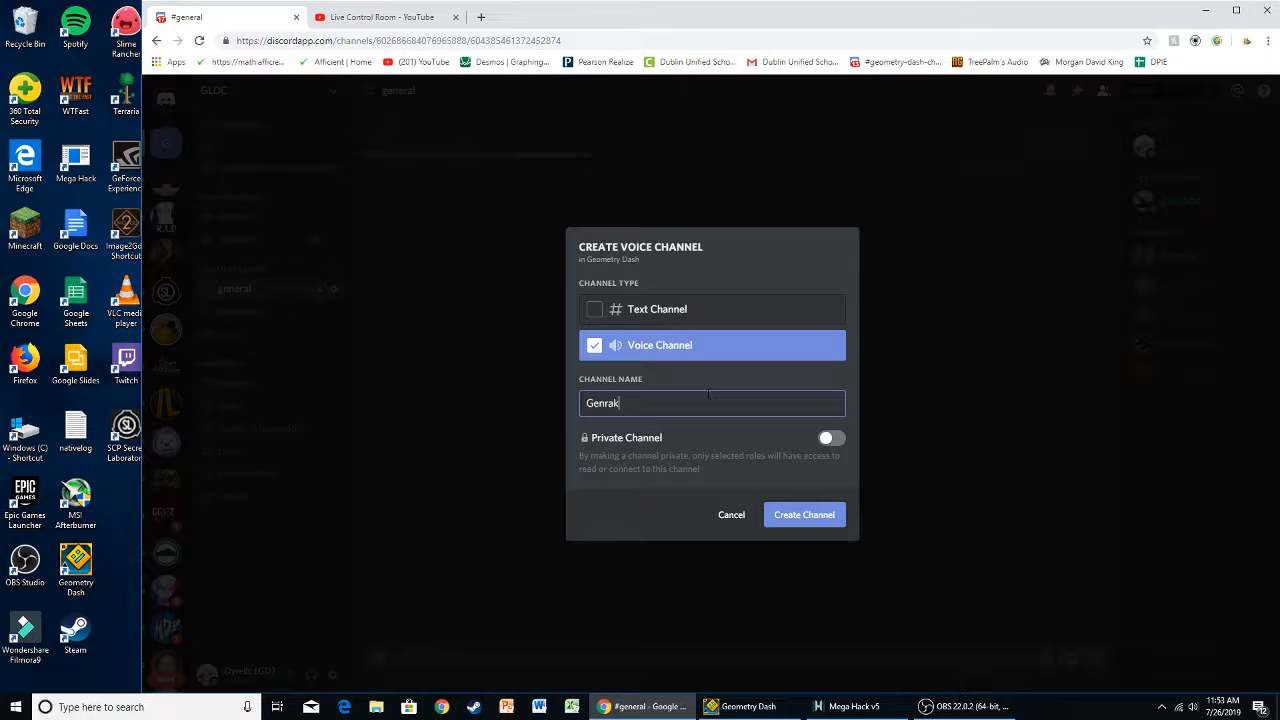 #general
Live Control Room - YouTube
https://discordapp.com/channels/602686684076965888/604385461372452874
Apps
https://math.afficie...
Afficient | Home
(201) YouTube
Desmos | Graphing...
Pearson Realize
Dublin Unified Scho...
Dublin Unified Scho...
#geometry-dash-ch...
TreePalm's Audio
Morgan David King
DPIE
Recycle Bin
Spotify
Slime
Rancher
360 Total
Security
WTFast
Terraria
Microsoft
Edge
Mega Hack
GeForce
Experience
Minecraft
Google Docs
Image2Gd
Shortcut
Google
Chrome
Google
Sheets
VLC media
player
Firefox
Google Slides
Twitch
Windows (C)
- Shortcut
nativelog
SCP Secret
Laboratory
Epic Games
Launcher
MSI
Afterburner
OBS Studio
Geometry
Dash
Wondershare
Filmora9
Steam
GLOC
general
general
CREATE VOICE CHANNEL
in Geometry Dash
CHANNEL TYPE
Text Channel
Voice Channel
CHANNEL NAME
Genrak
Private Channel
By making a channel private, only selected roles will have access to
read or connect to this channel
Cancel
Create Channel
Dyrellc [GD]
Type here to search
#general - Google ...
Geometry Dash
Mega Hack v5
OBS 22.0.2 (64-bit, ...
11:53 AM
7/26/2019
12